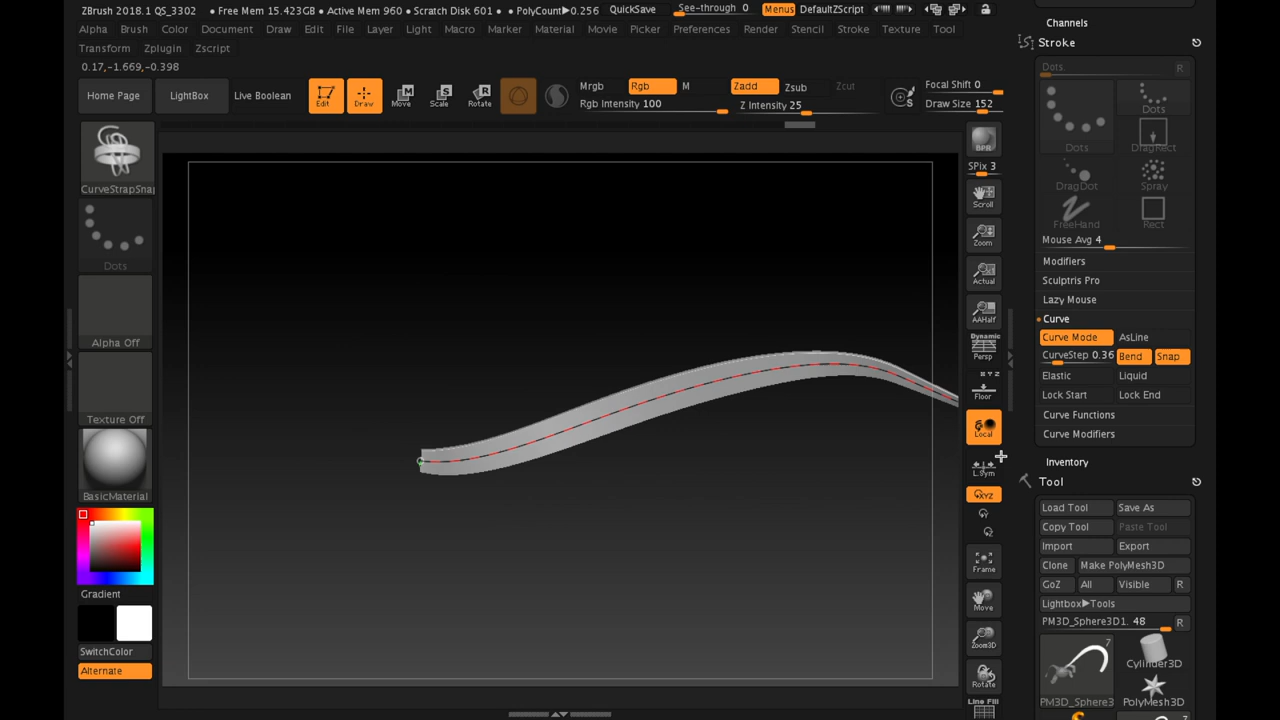 ZBrush 2018.1 QS_3302 • Free Mem 15.423GB • Active Mem 960 • Scratch Disk 601 • • PolyCount▶0.256 QuickSave See-through 0 Menus DefaultZScript
Alpha Brush Color Document Draw Edit File Layer Light Macro Marker Material Movie Picker Preferences Render Stencil Stroke Texture Tool
Transform Zplugin Zscript
0.17,-1.669,-0.398
Home Page LightBox Live Boolean Edit Draw Move Scale Rotate
Mrgb Rgb M Zadd Zsub Zcut Focal Shift 0
Rgb Intensity 100 Z Intensity 25 Draw Size 152
CurveStrapSnap
Dots
Alpha Off
Texture Off
BasicMaterial
Gradient
SwitchColor
Alternate
BPR
SPix 3
Scroll
Zoom
Actual
AAHalf
Dynamic
Persp
X Y Z
Floor
Local
L.Sym
XYZ
Y
Z
Frame
Move
Zoom3D
Rotate
Line Fill
Channels
Stroke
Dots. R
Dots Dots
DragRect
DragDot Spray
FreeHand Rect
Mouse Avg 4
Modifiers
Sculptris Pro
Lazy Mouse
Curve
Curve Mode AsLine
CurveStep 0.36 Bend Snap
Elastic Liquid
Lock Start Lock End
Curve Functions
Curve Modifiers
Inventory
Tool
Load Tool Save As
Copy Tool Paste Tool
Import Export
Clone Make PolyMesh3D
GoZ All Visible R
Lightbox▶Tools
PM3D_Sphere3D1. 48 R
7 7
Cylinder3D
PM3D_Sphere3 PolyMesh3D